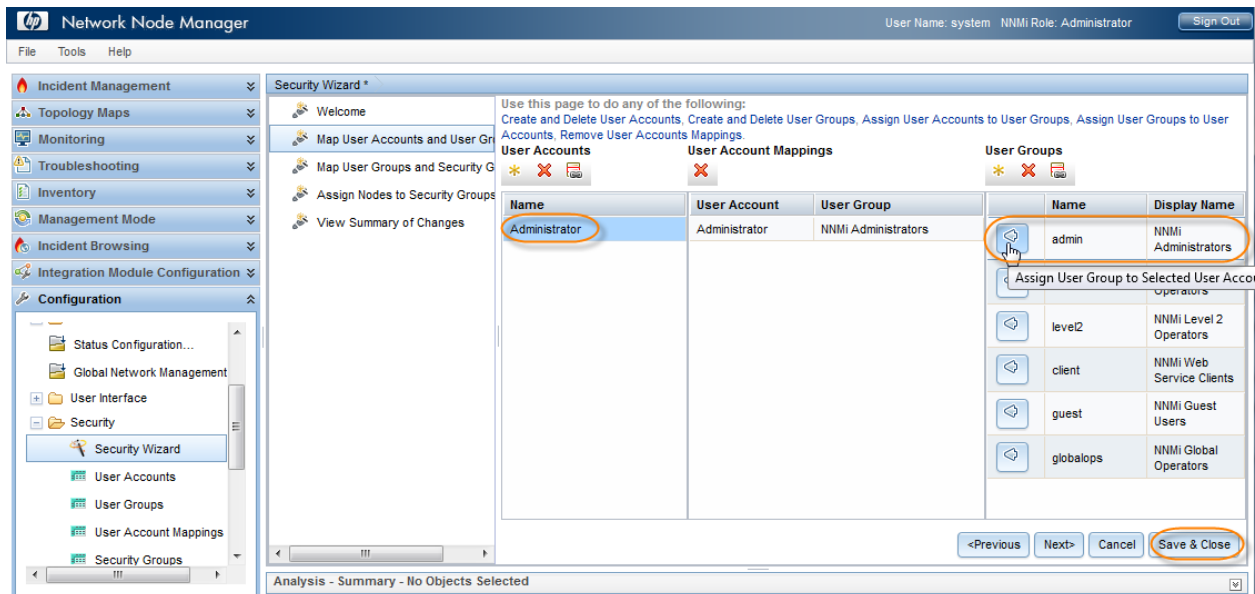 hp Network Node Manager
User Name: system NNMi Role: Administrator
Sign Out
File Tools Help
Incident Management
Topology Maps
Monitoring
Troubleshooting
Inventory
Management Mode
Incident Browsing
Integration Module Configuration
Configuration
Status Configuration...
Global Network Management
User Interface
Security
Security Wizard
User Accounts
User Groups
User Account Mappings
Security Groups
Security Wizard *
Welcome
Map User Accounts and User Gr
Map User Groups and Security G
Assign Nodes to Security Groups
View Summary of Changes
Use this page to do any of the following:
Create and Delete User Accounts, Create and Delete User Groups, Assign User Accounts to User Groups, Assign User Groups to User
Accounts, Remove User Accounts Mappings.
User Accounts
Name
Administrator
User Account Mappings
User Account User Group
Administrator NNMi Administrators
User Groups
Name Display Name
admin NNMi
Administrators
Assign User Group to Selected User Acco
Operators
level2 NNMi Level 2
Operators
client NNMi Web
Service Clients
guest NNMi Guest
Users
globalops NNMi Global
Operators
<Previous Next> Cancel Save & Close
Analysis - Summary - No Objects Selected